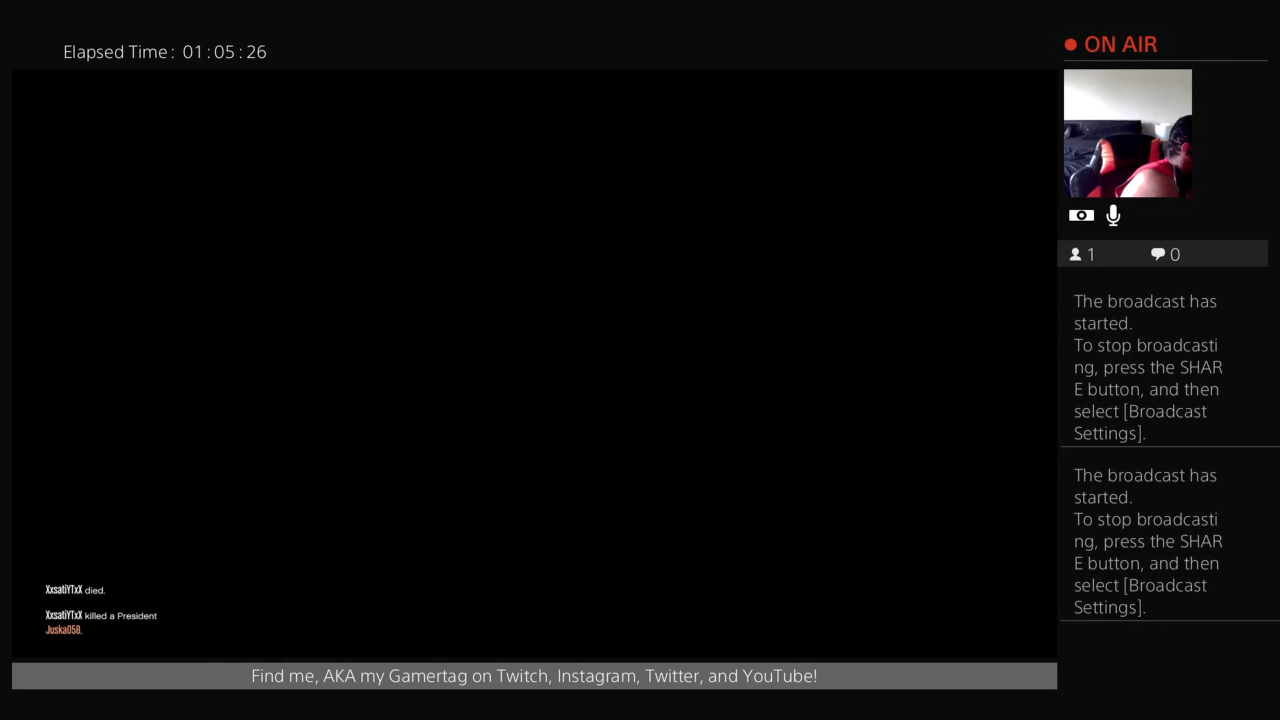 Elapsed Time: 01:05:26
ON AIR
1 0
The broadcast has
started.
To stop broadcasti
ng, press the SHAR
E button, and then
select [Broadcast
Settings].
The broadcast has
started.
To stop broadcasti
ng, press the SHAR
E button, and then
select [Broadcast
Settings].
XxsatiYTxX died.
XxsatiYTxX killed a President
Juska058.
Find me, AKA my Gamertag on Twitch, Instagram, Twitter, and YouTube!